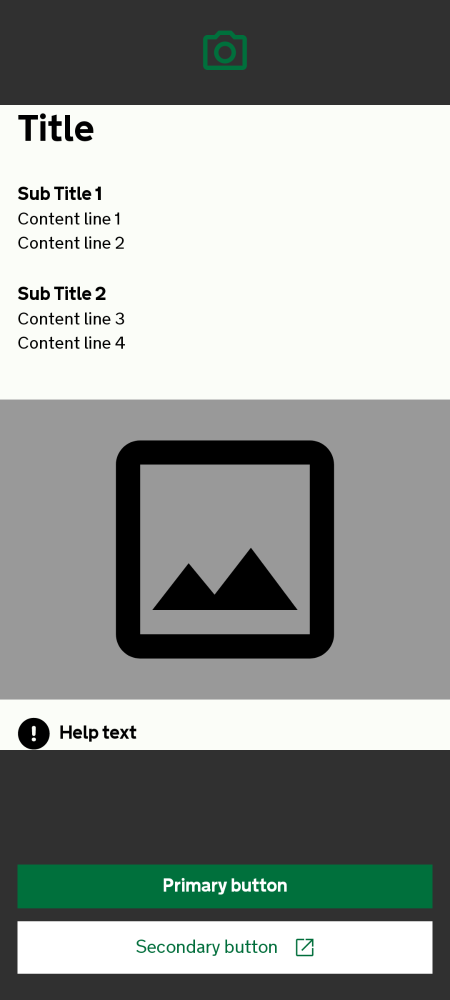 Title
Sub Title 1
Content line 1
Content line 2
Sub Title 2
Content line 3
Content line 4
Help text
Primary button
Secondary button